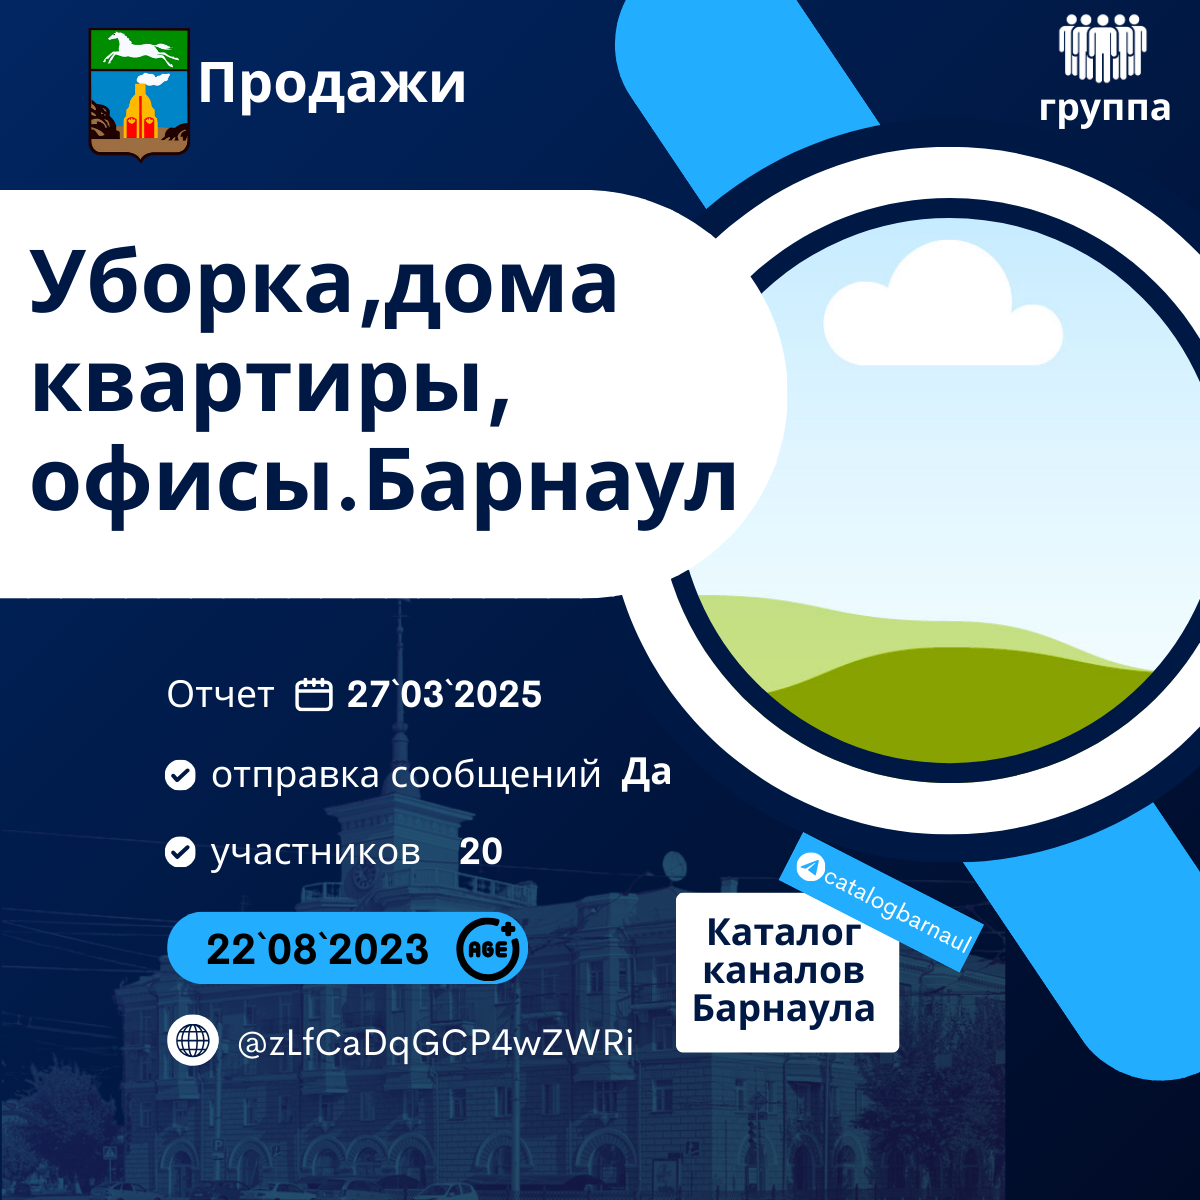 Продажи
группа
Уборка,дома
квартиры,
офисы.Барнаул
Отчет 27`03`2025
отправка сообщений Да
участников 20
22`08`2023 AGE+
@zLfCaDqGCP4wZWRi
catalogbarnaul
Каталог
каналов
Барнаула